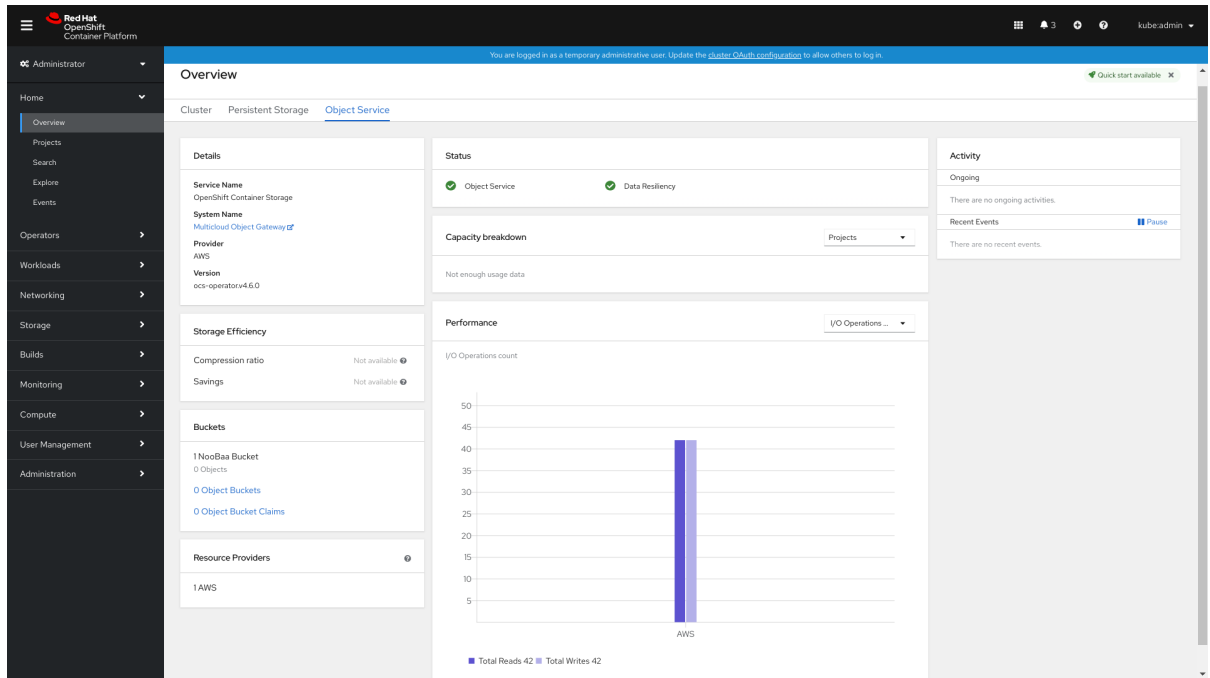 Red Hat
OpenShift
Container Platform
3
kube:admin
Administrator
You are logged in as a temporary administrative user. Update the cluster OAuth configuration to allow others to log in.
Home
Overview
Projects
Search
Explore
Events
Operators
Workloads
Networking
Storage
Builds
Monitoring
Compute
User Management
Administration
Overview
Quick start available
Cluster Persistent Storage Object Service
Details
Service Name
OpenShift Container Storage
System Name
Multicloud Object Gateway
Provider
AWS
Version
ocs-operator.v4.6.0
Storage Efficiency
Compression ratio Not available
Savings Not available
Buckets
1 NooBaa Bucket
0 Objects
0 Object Buckets
0 Object Bucket Claims
Resource Providers
1 AWS
Status
Object Service Data Resiliency
Capacity breakdown Projects
Not enough usage data
Performance I/O Operations ...
I/O Operations count
50
45
40
35
30
25
20
15
10
5
AWS
Total Reads 42 Total Writes 42
Activity
Ongoing
There are no ongoing activities.
Recent Events Pause
There are no recent events.